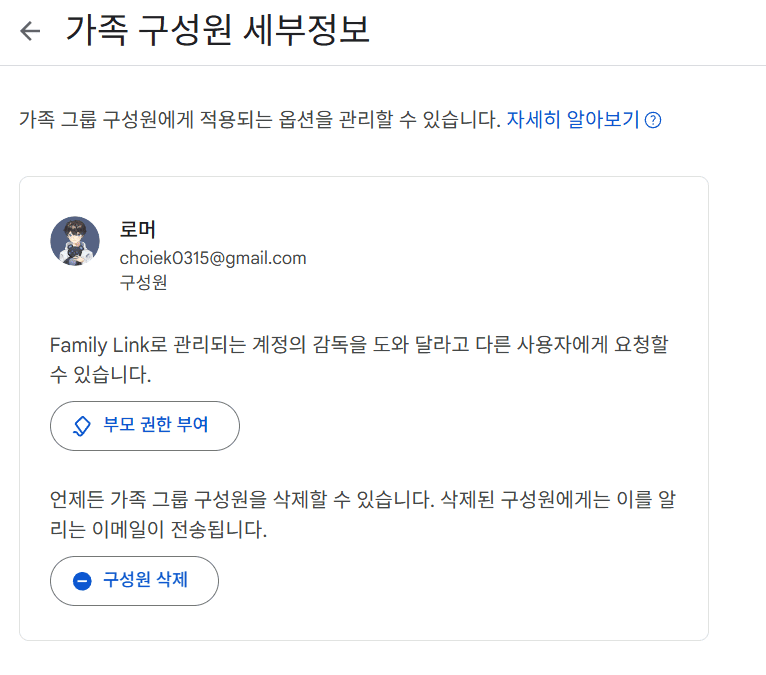 가족 구성원 세부정보
가족 그룹 구성원에게 적용되는 옵션을 관리할 수 있습니다. 자세히 알아보기
로머
choiek0315@gmail.com
구성원
Family Link로 관리되는 계정의 감독을 도와 달라고 다른 사용자에게 요청할
수 있습니다.
부모 권한 부여
언제든 가족 그룹 구성원을 삭제할 수 있습니다. 삭제된 구성원에게는 이를 알
리는 이메일이 전송됩니다.
구성원 삭제